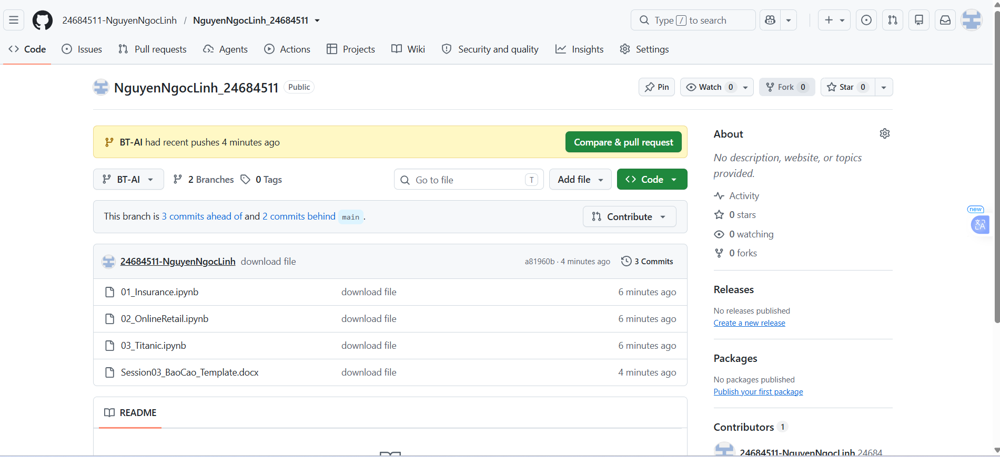 24684511-NguyenNgocLinh / NguyenNgocLinh_24684511
Type / to search
Code Issues Pull requests Agents Actions Projects Wiki Security and quality Insights Settings
NguyenNgocLinh_24684511 Public
Pin Watch 0 Fork 0 Star 0
BT-AI had recent pushes 4 minutes ago
Compare & pull request
BT-AI 2 Branches 0 Tags
Go to file T Add file Code
This branch is 3 commits ahead of and 2 commits behind main .
Contribute
24684511-NguyenNgocLinh download file a81960b · 4 minutes ago 3 Commits
01_Insurance.ipynb download file 6 minutes ago
02_OnlineRetail.ipynb download file 6 minutes ago
03_Titanic.ipynb download file 6 minutes ago
Session03_BaoCao_Template.docx download file 4 minutes ago
README
About
No description, website, or topics
provided.
Activity
0 stars
0 watching
0 forks
Releases
No releases published
Create a new release
Packages
No packages published
Publish your first package
Contributors 1
24684511-NguyenNgocLinh 24684
new